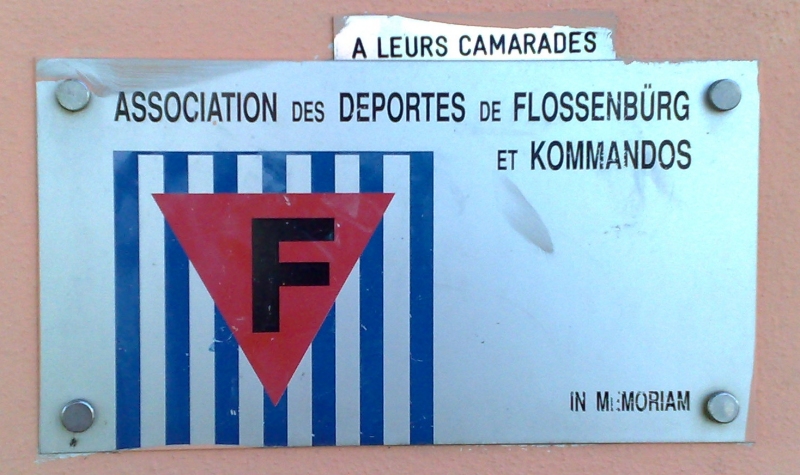 A LEURS CAMARADES
ASSOCIATION DES DEPORTES DE FLOSSENBÜRG
ET KOMMANDOS
F
IN MEMORIAM